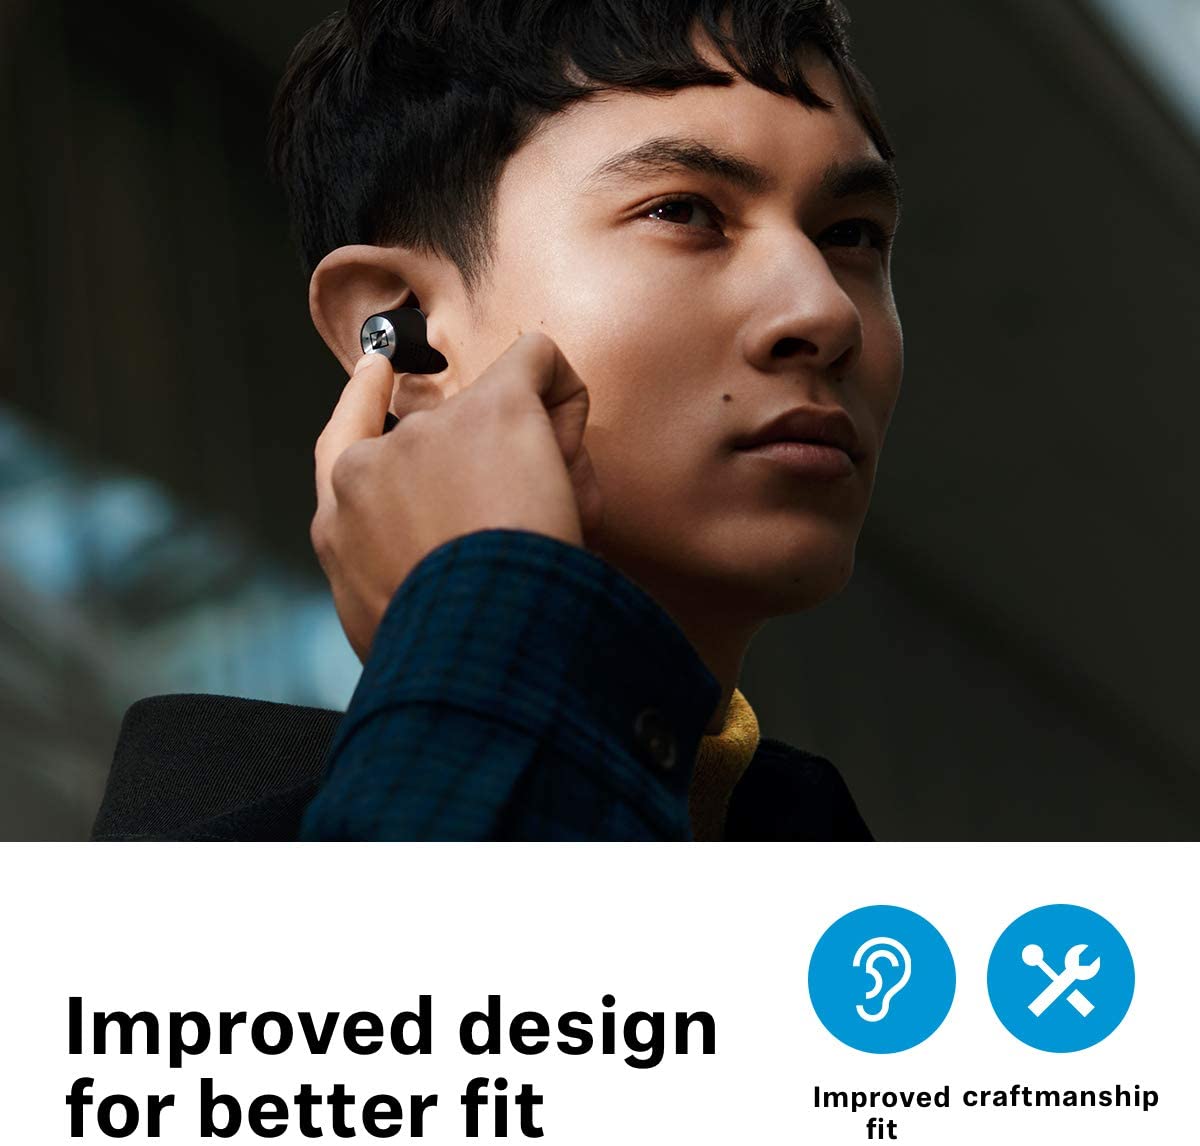 Improved design
for better fit
Improved
fit
craftmanship